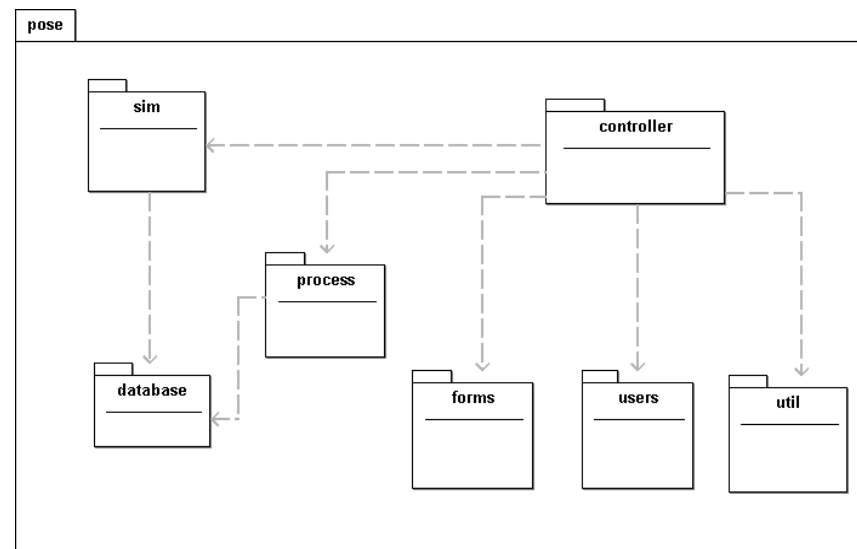 pose
sim
controller
process
database
forms
users
util